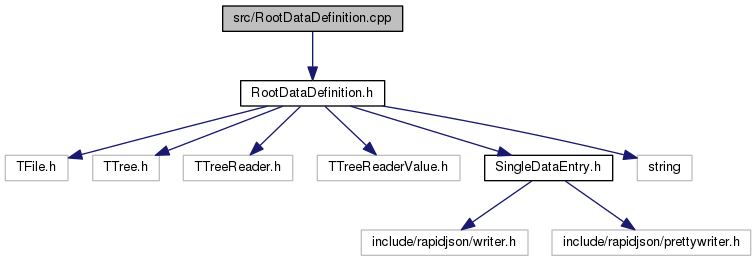 src/RootDataDefinition.cpp
RootDataDefinition.h
TFile.h
TTree.h
TTreeReader.h
TTreeReaderValue.h
SingleDataEntry.h
string
include/rapidjson/writer.h
include/rapidjson/prettywriter.h